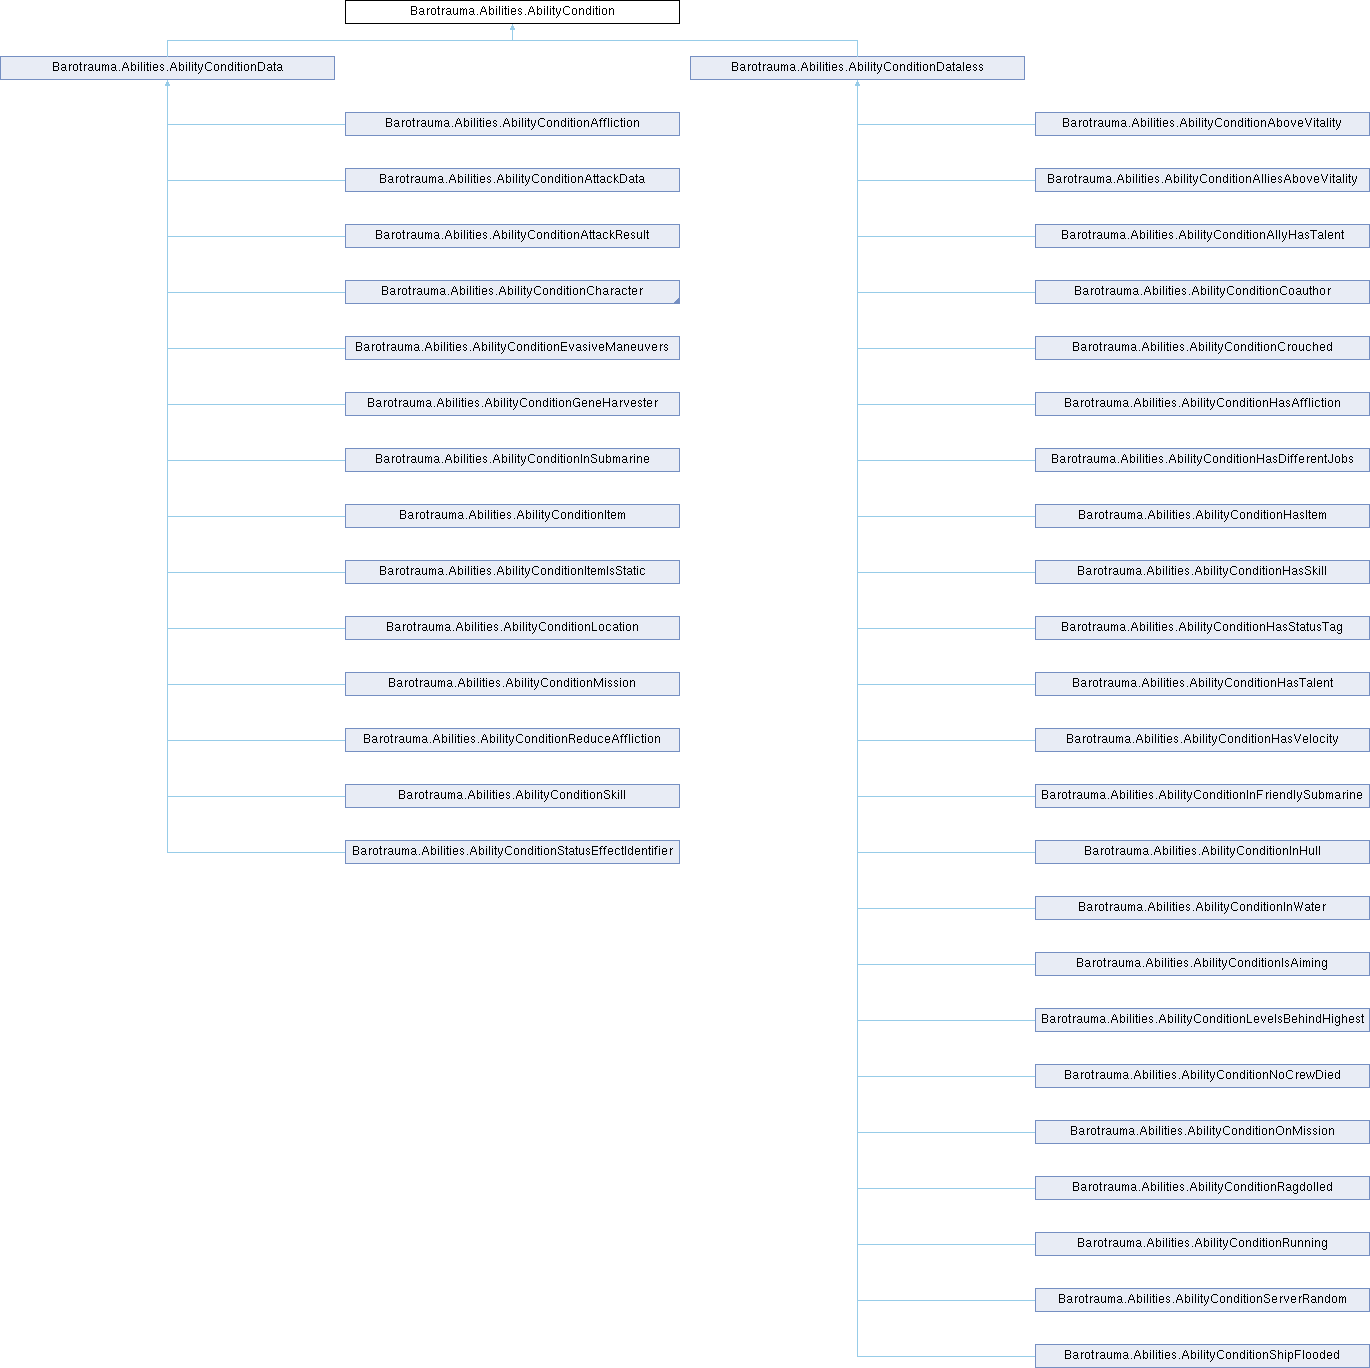 Barotrauma.Abilities.AbilityCondition
Barotrauma.Abilities.AbilityConditionData
Barotrauma.Abilities.AbilityConditionDataless
Barotrauma.Abilities.AbilityConditionAffliction
Barotrauma.Abilities.AbilityConditionAboveVitality
Barotrauma.Abilities.AbilityConditionAttackData
Barotrauma.Abilities.AbilityConditionAlliesAboveVitality
Barotrauma.Abilities.AbilityConditionAttackResult
Barotrauma.Abilities.AbilityConditionAllyHasTalent
Barotrauma.Abilities.AbilityConditionCharacter
Barotrauma.Abilities.AbilityConditionCoauthor
Barotrauma.Abilities.AbilityConditionEvasiveManeuvers
Barotrauma.Abilities.AbilityConditionCrouched
Barotrauma.Abilities.AbilityConditionGeneHarvester
Barotrauma.Abilities.AbilityConditionHasAffliction
Barotrauma.Abilities.AbilityConditionInSubmarine
Barotrauma.Abilities.AbilityConditionHasDifferentJobs
Barotrauma.Abilities.AbilityConditionItem
Barotrauma.Abilities.AbilityConditionHasItem
Barotrauma.Abilities.AbilityConditionItemIsStatic
Barotrauma.Abilities.AbilityConditionHasSkill
Barotrauma.Abilities.AbilityConditionLocation
Barotrauma.Abilities.AbilityConditionHasStatusTag
Barotrauma.Abilities.AbilityConditionMission
Barotrauma.Abilities.AbilityConditionHasTalent
Barotrauma.Abilities.AbilityConditionReduceAffliction
Barotrauma.Abilities.AbilityConditionHasVelocity
Barotrauma.Abilities.AbilityConditionSkill
Barotrauma.Abilities.AbilityConditionInFriendlySubmarine
Barotrauma.Abilities.AbilityConditionStatusEffectIdentifier
Barotrauma.Abilities.AbilityConditionInHull
Barotrauma.Abilities.AbilityConditionInWater
Barotrauma.Abilities.AbilityConditionIsAiming
Barotrauma.Abilities.AbilityConditionLevelsBehindHighest
Barotrauma.Abilities.AbilityConditionNoCrewDied
Barotrauma.Abilities.AbilityConditionOnMission
Barotrauma.Abilities.AbilityConditionRagdolled
Barotrauma.Abilities.AbilityConditionRunning
Barotrauma.Abilities.AbilityConditionServerRandom
Barotrauma.Abilities.AbilityConditionShipFlooded